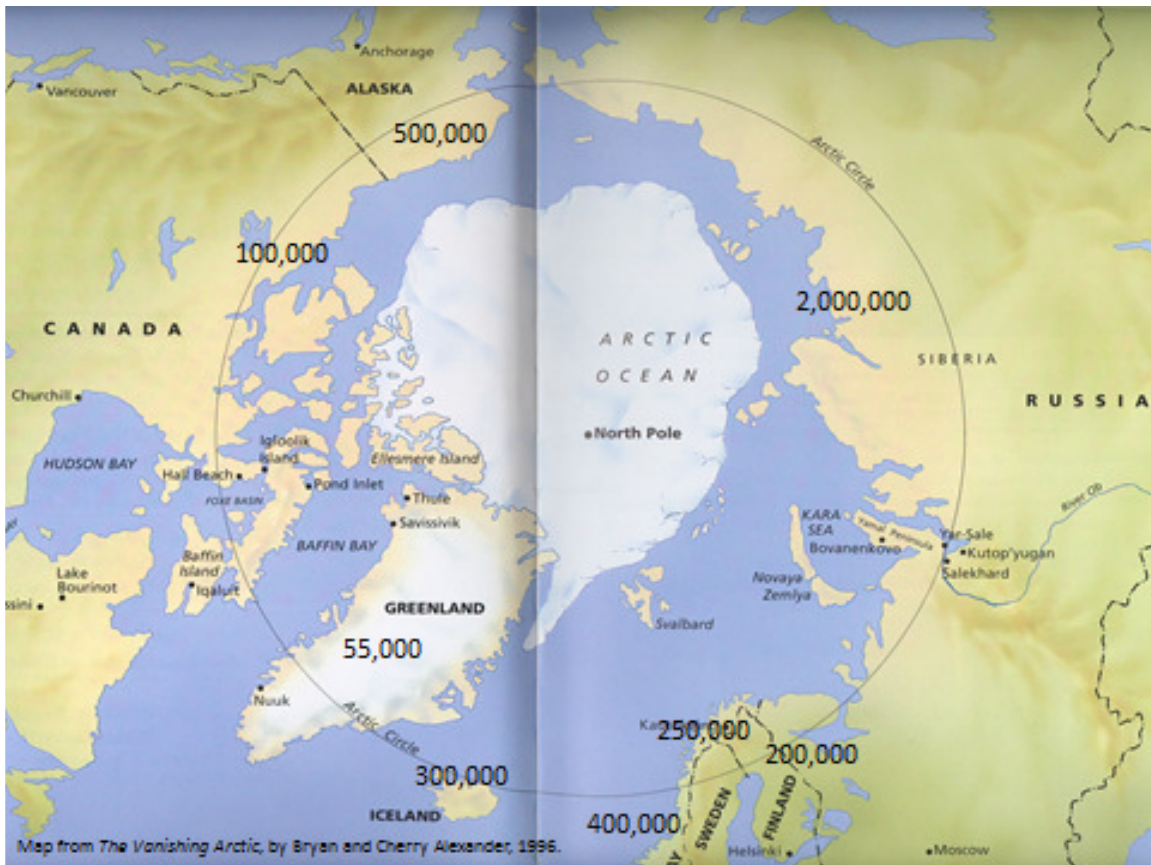 Anchorage
Vancouver
ALASKA
500,000
Arctic Circle
100,000
2,000,000
CANADA
ARCTIC
OCEAN
SIBERIA
RUSSIA
Churchill
North Pole
HUDSON BAY
Igloolik
Island
Hall Beach
Ellesmere Island
Pond Inlet
FOXE BASIN
Thule
Savissivik
BAFFIN BAY
KARA
SEA
Yamal Peninsula
Bovanenkovo
River Ob
Yar-Sale
Kutop'yugan
Salekhard
Baffin
Island
Iqaluit
Lake
Bourinot
GREENLAND
Novaya
Zemlya
Svalbard
55,000
Nuuk
Arctic Circle
250,000
200,000
300,000
ICELAND
400,000
SWEDEN
FINLAND
Helsinki
Moscow
Map from The Vanishing Arctic, by Bryan and Cherry Alexander, 1996.